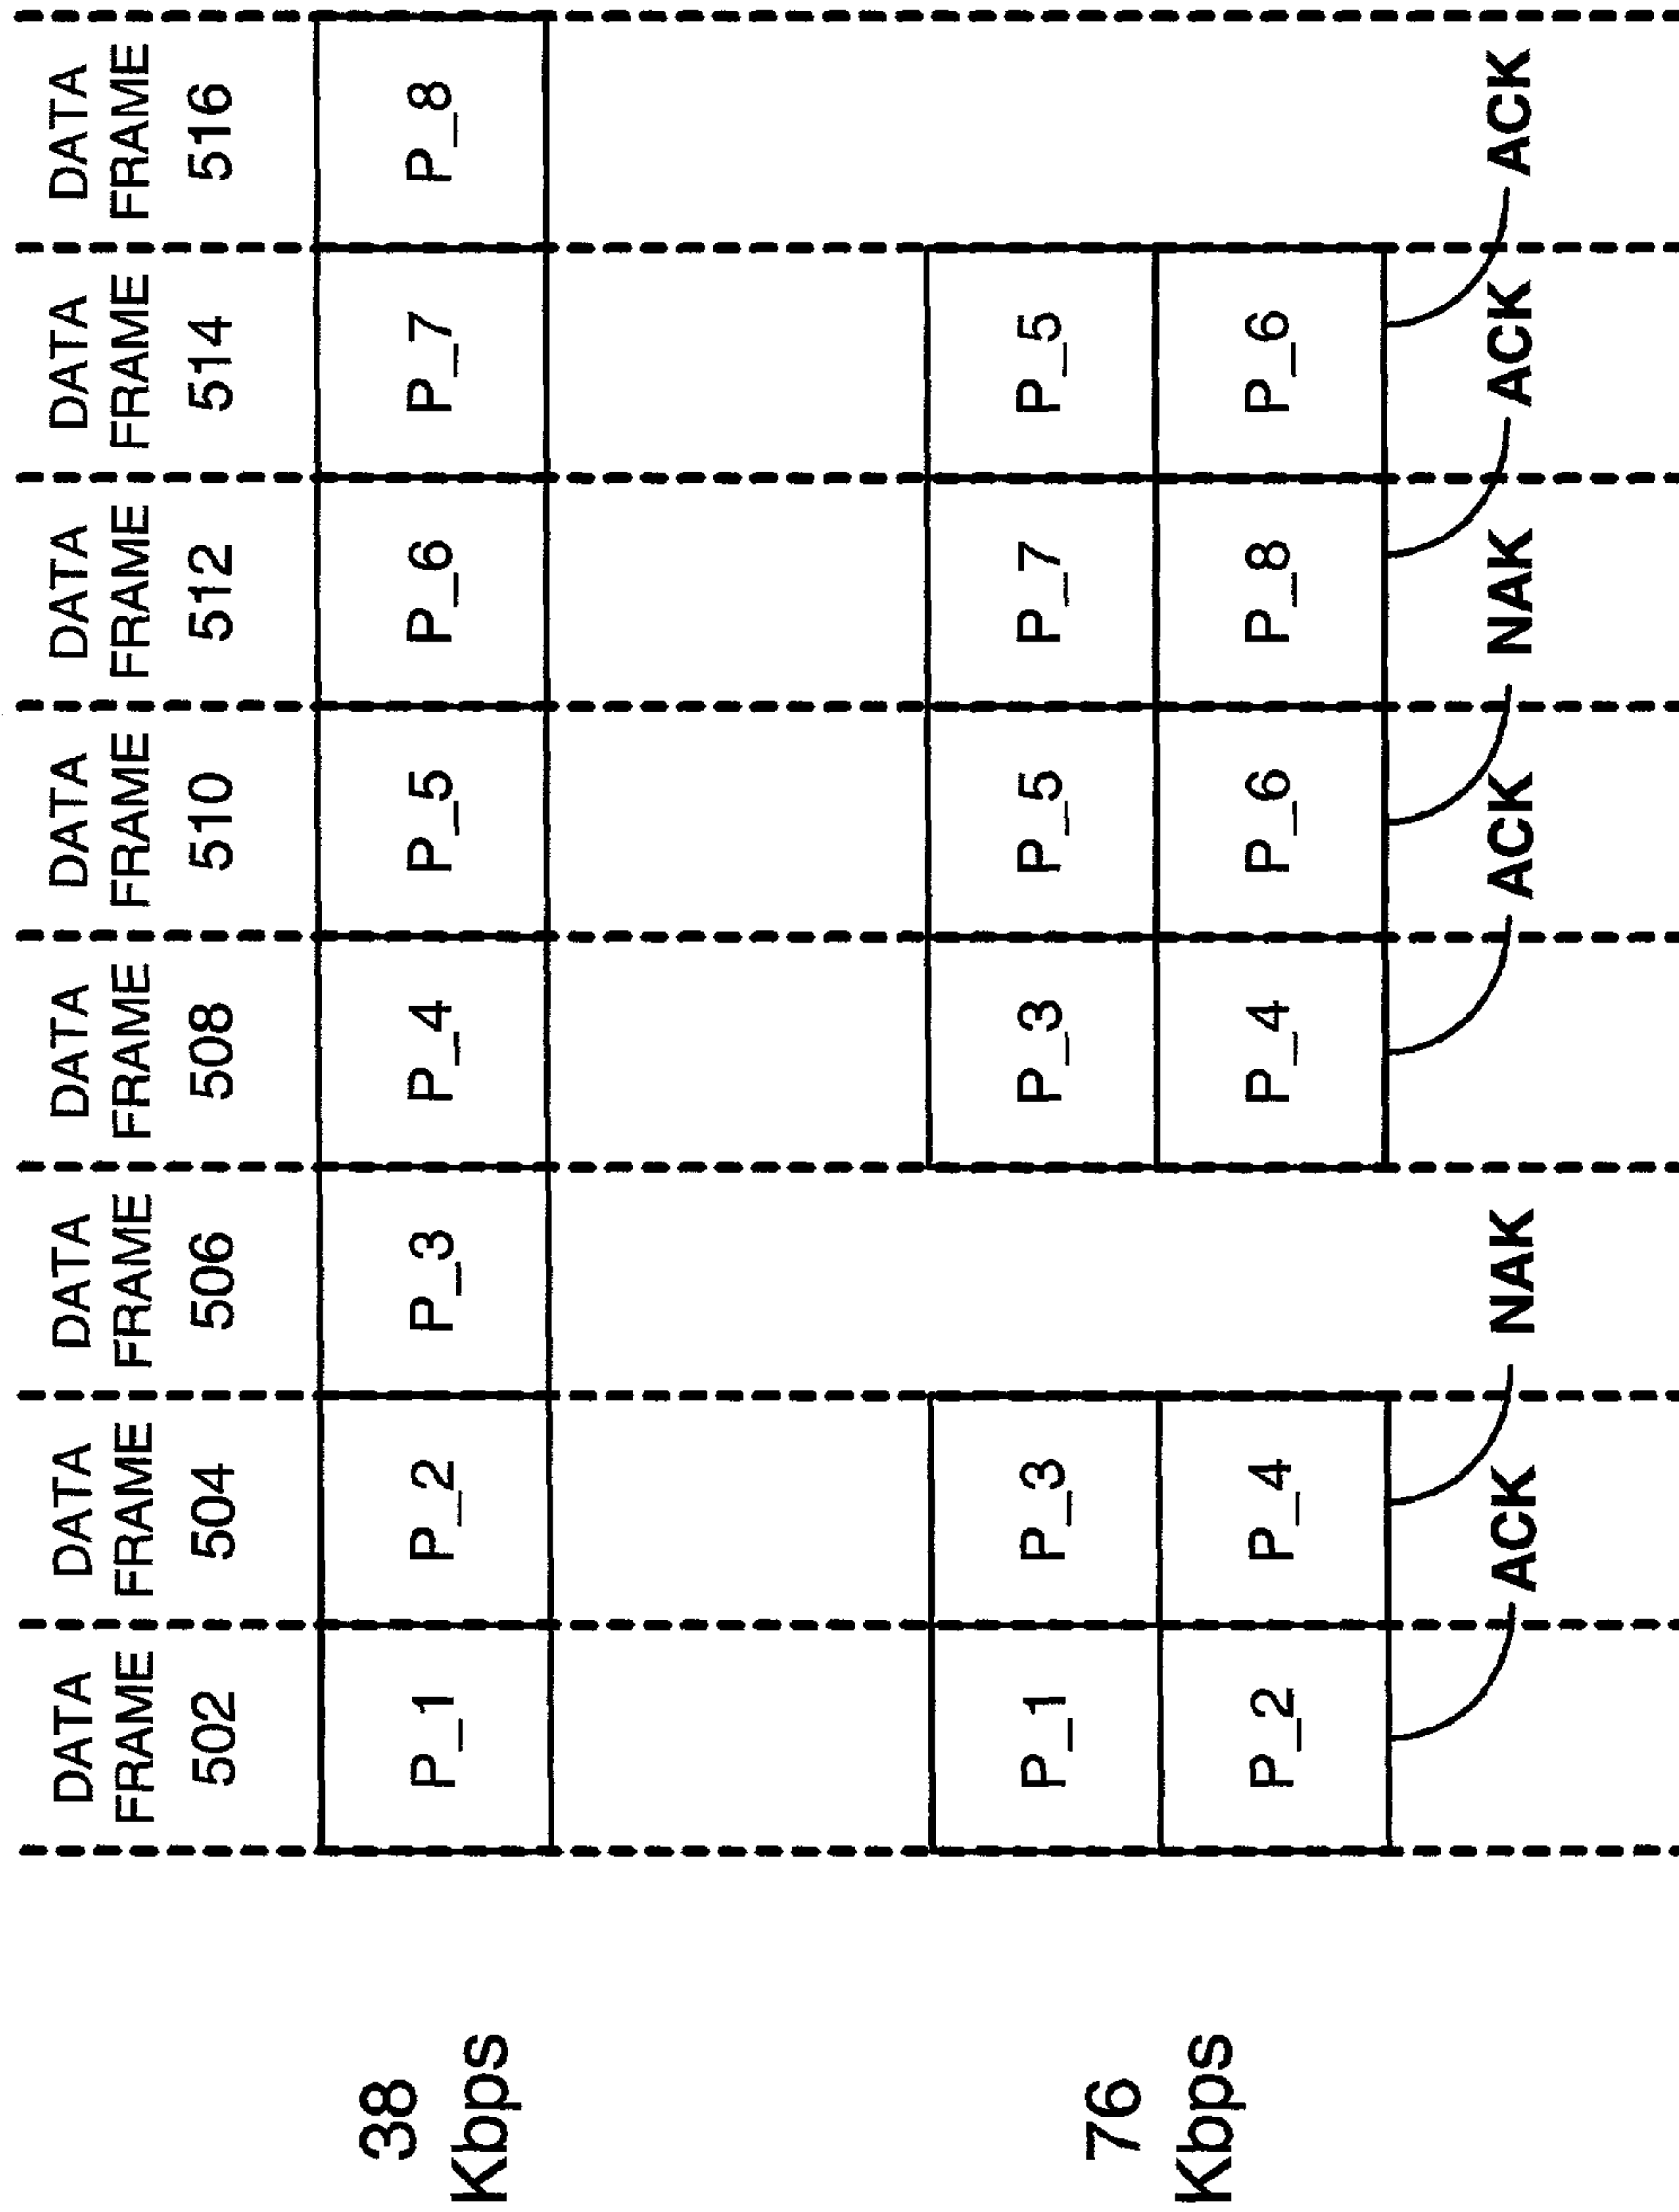 DATA FRAME 502
DATA FRAME 504
DATA FRAME 506
DATA FRAME 508
DATA FRAME 510
DATA FRAME 512
DATA FRAME 514
DATA FRAME 516
38 Kbps
P_1 P_2 P_3 P_4 P_5 P_6 P_7 P_8
76 Kbps
P_1 P_3 P_3 P_5 P_7 P_5
P_2 P_4 P_4 P_6 P_8 P_6
ACK NAK ACK NAK ACK ACK